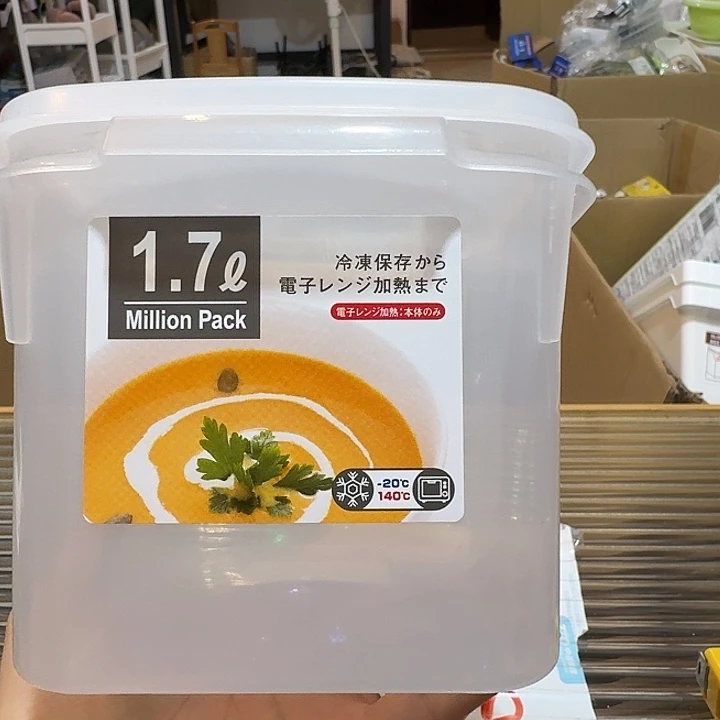 1.7ℓ
Million Pack
冷凍保存から
電子レンジ加熱まで
電子レンジ加熱:本体のみ
-20℃
140℃